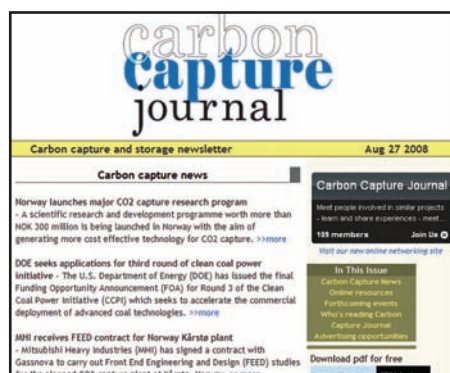 carbon
capture
journal
Carbon capture and storage newsletter
Aug 27 2008
Carbon capture news
Norway launches major CO2 capture research program
- A scientific research and development programme worth more than
NOK 300 million is being launched in Norway with the aim of
generating more cost effective technology for CO2 capture. >>more
DOE seeks applications for third round of clean coal power
initiative - The U.S. Department of Energy (DOE) has issued the final
Funding Opportunity Announcement (FOA) for Round 3 of the Clean
Coal Power Initiative (CCPI) which seeks to accelerate the commercial
deployment of advanced coal technologies. >>more
MHI receives FEED contract for Norway Kårstø plant
- Mitsubishi Heavy Industries (MHI) has signed a contract with
Gassnova to carry out Front End Engineering and Design (FEED) studies
Carbon Capture Journal
Meet people involved in similar projects
- learn and share experiences - meet...
189 members
Join Us
Visit our new online networking site
In This Issue
Carbon Capture News
Online resources
Forthcoming events
Who's reading Carbon
Capture Journal
Advertising opportunities
Download pdf for free